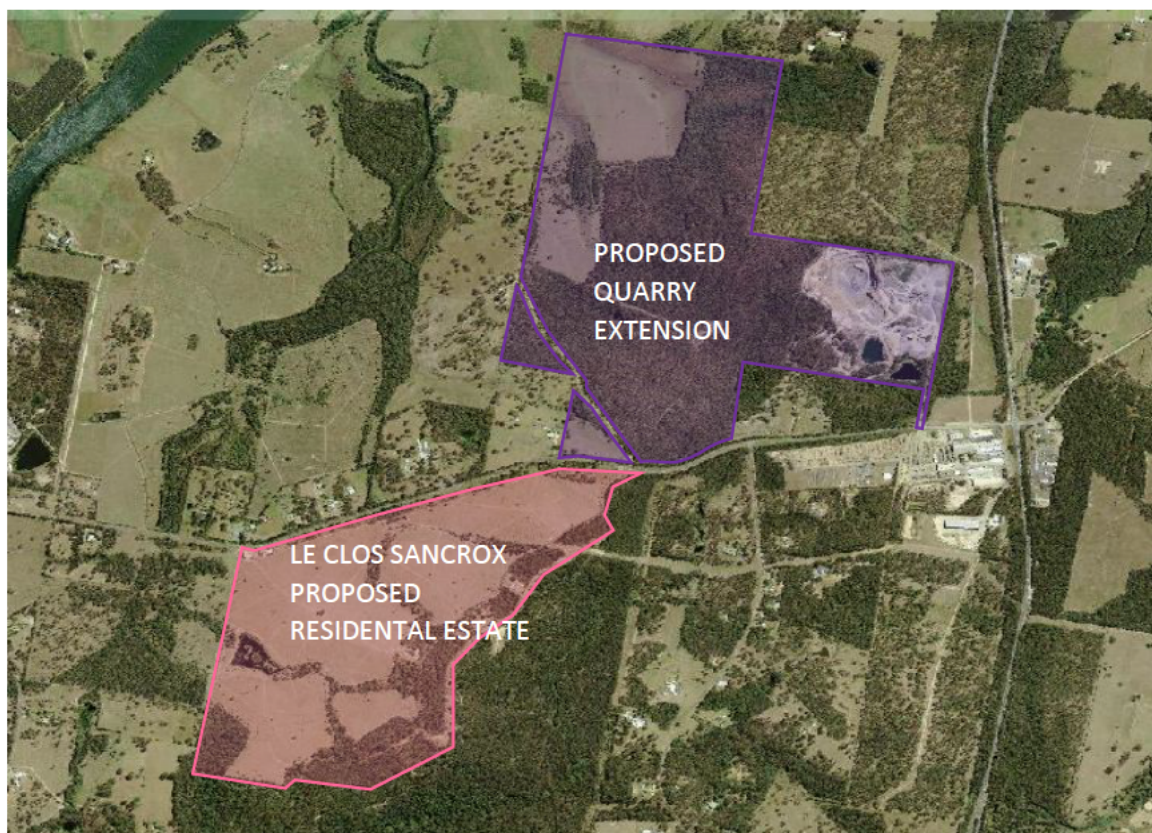 PROPOSED
QUARRY
EXTENSION
LE CLOS SANCROX
PROPOSED
RESIDENTAL ESTATE